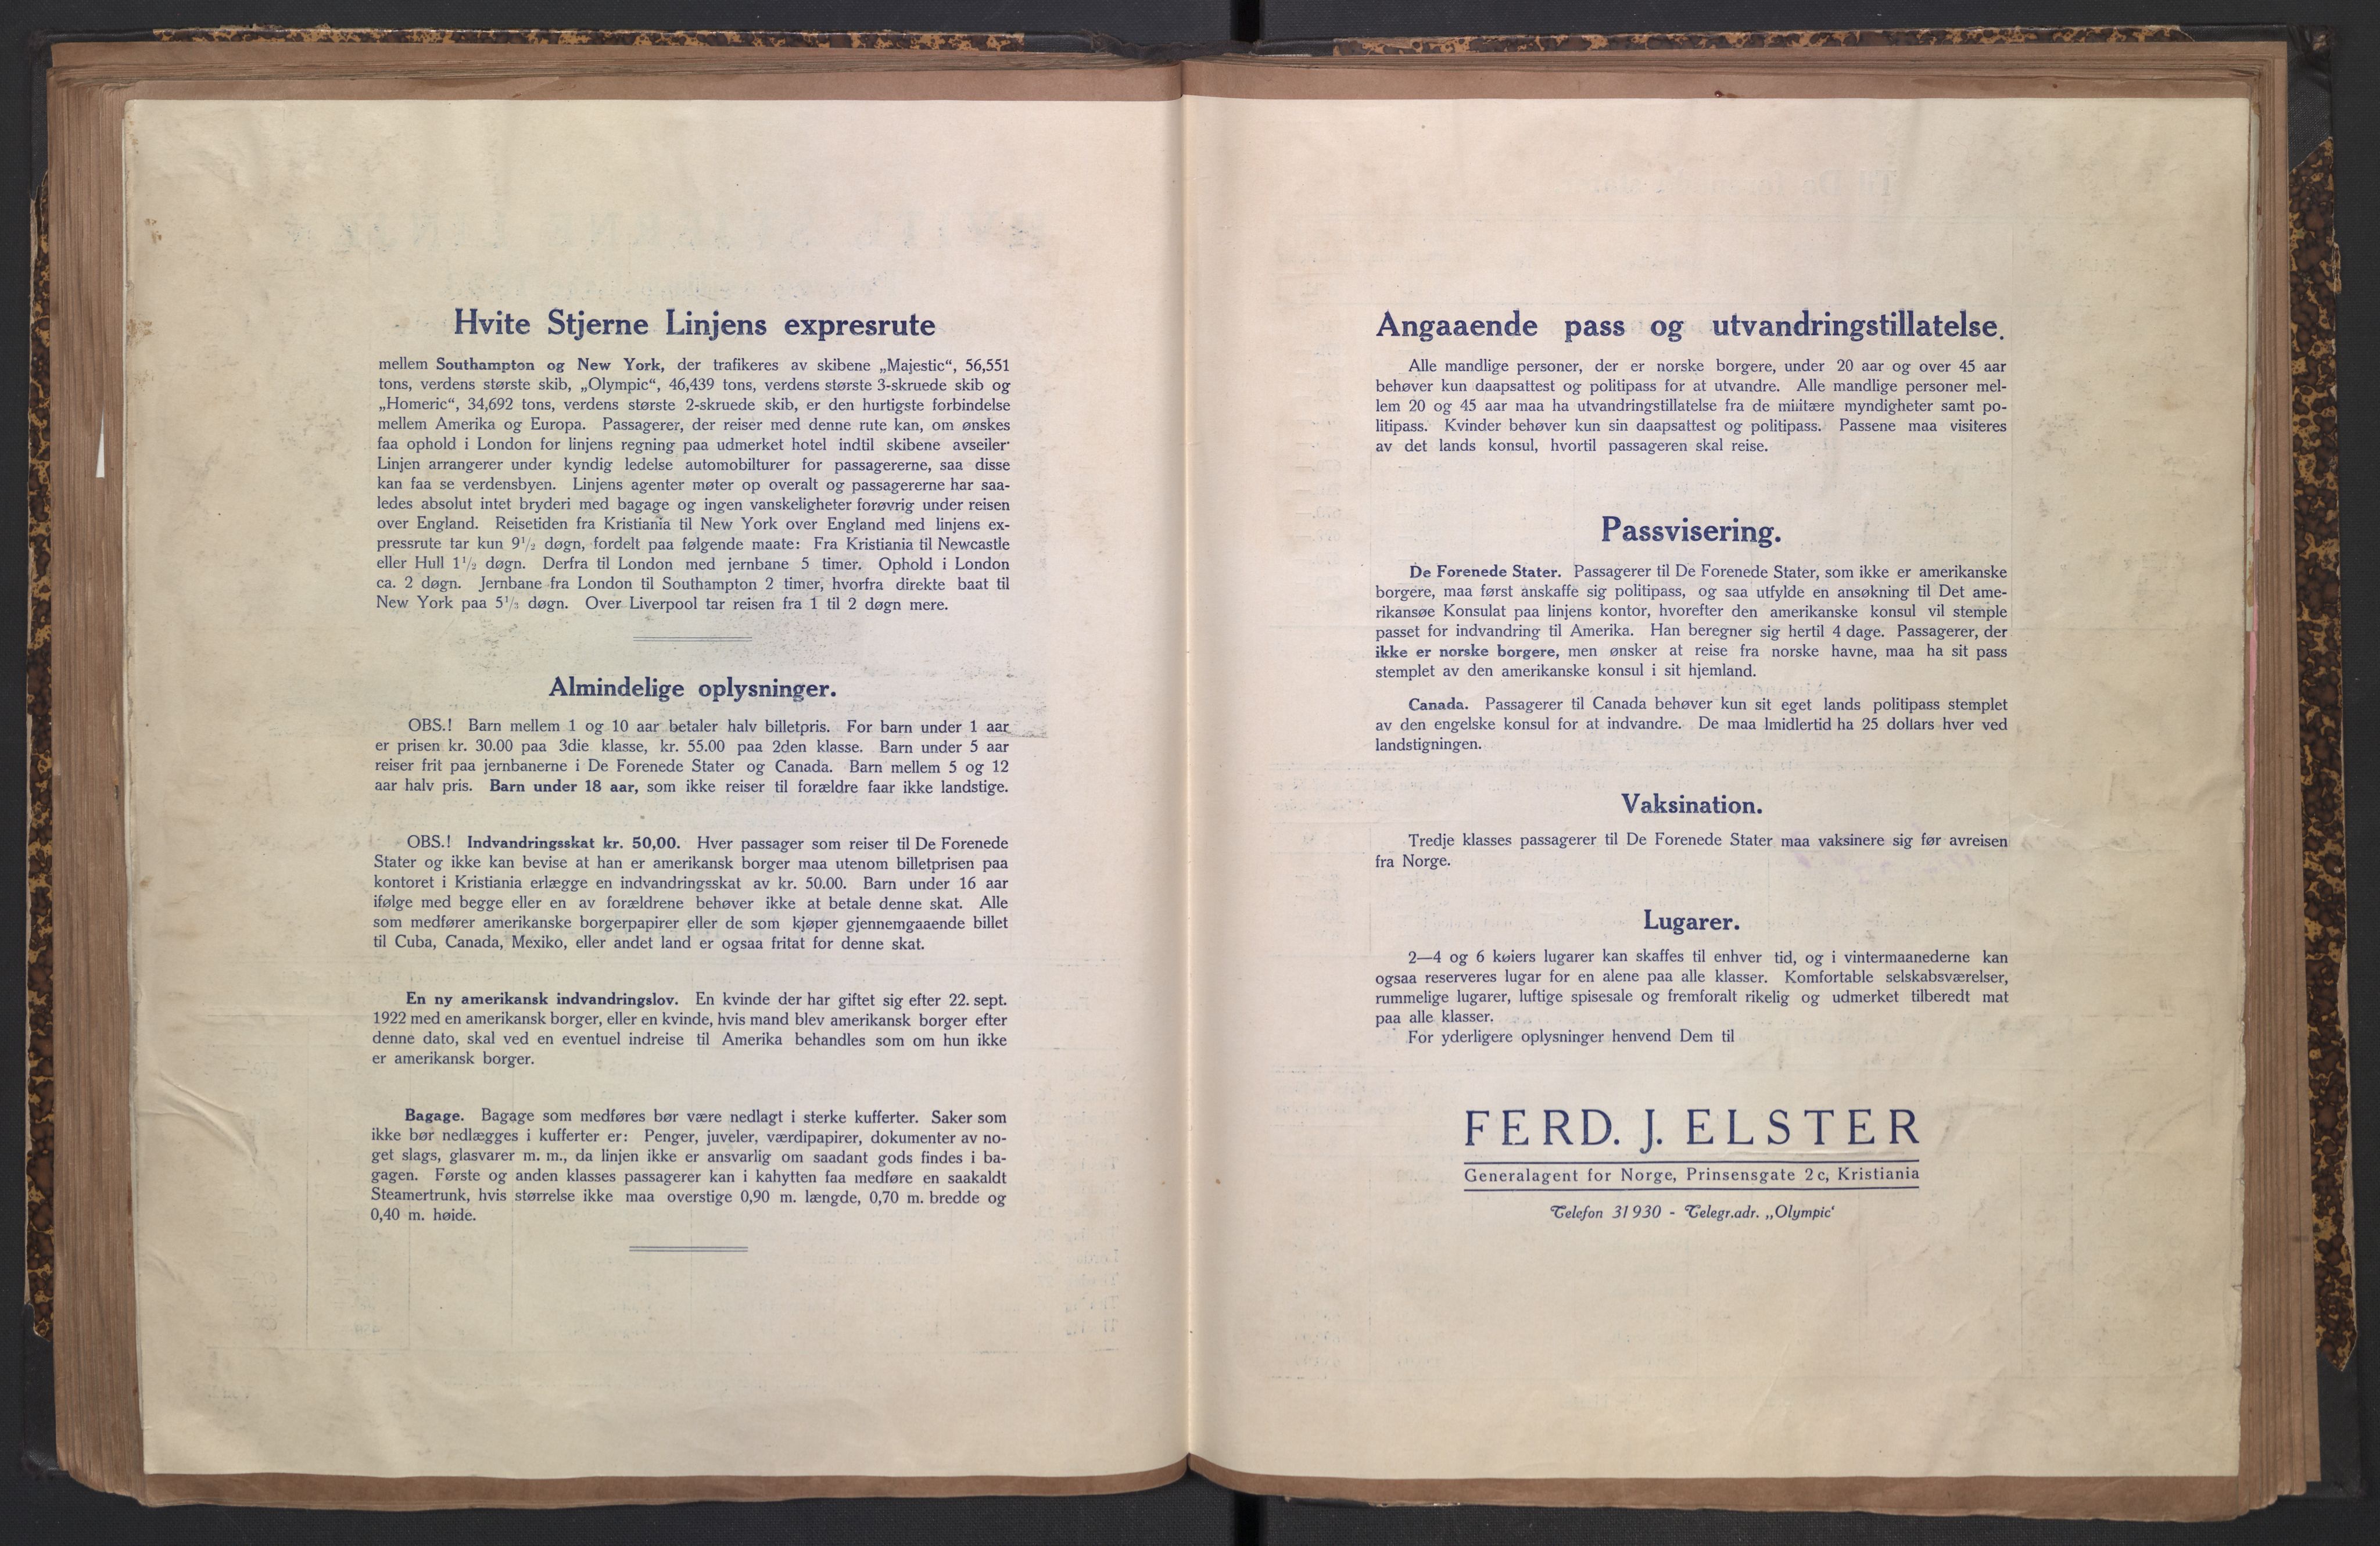 Hvite Stjerne Linjens expresrute
mellem Southampton og New York, der trafikeres av skibene „Majestic“, 56,551
tons, verdens største skib, „Olympic“, 46,439 tons, verdens største 3-skruede skib og
„Homeric“, 34,692 tons, verdens største 2-skruede skib, er den hurtigste forbindelse
mellem Amerika og Europa. Passagerer, der reiser med denne rute kan, om ønskes
faa ophold i London for linjens regning paa udmerket hotel indtil skibene avseiler
Linjen arrangerer under kyndig ledelse automobilturer for passagererne, saa disse
kan faa se verdensbyen. Linjens agenter møter op overalt og passagererne har saa-
ledes absolut intet bryderi med bagage og ingen vanskeligheter forøvrig under reisen
over England. Reisetiden fra Kristiania til New York over England med linjens ex-
pressrute tar kun 9 1/2 døgn, fordelt paa følgende maate: Fra Kristiania til Newcastle
eller Hull 1 1/2 døgn. Derfra til London med jernbane 5 timer. Ophold i London
ca. 2 døgn. Jernbane fra London til Southampton 2 timer, hvorfra direkte baat til
New York paa 5 1/3 døgn. Over Liverpool tar reisen fra 1 til 2 døgn mere.
Almindelige oplysninger.
OBS.! Barn mellem 1 og 10 aar betaler halv billetpris. For barn under 1 aar
er prisen kr. 30.00 paa 3die klasse, kr. 55.00 paa 2den klasse. Barn under 5 aar
reiser frit paa jernbanerne i De Forenede Stater og Canada. Barn mellem 5 og 12
aar halv pris. Barn under 18 aar, som ikke reiser til forældre faar ikke landstige.
OBS.! Indvandringsskat kr. 50,00. Hver passager som reiser til De Forenede
Stater og ikke kan bevise at han er amerikansk borger maa utenom billetprisen paa
kontoret i Kristiania erlægge en indvandringsskat av kr. 50.00. Barn under 16 aar
ifølge med begge eller en av forældrene behøver ikke at betale denne skat. Alle
som medfører amerikanske borgerpapirer eller de som kjøper gjennemgaaende billet
til Cuba, Canada, Mexiko, eller andet land er ogsaa fritat for denne skat.
En ny amerikansk indvandringslov. En kvinde der har giftet sig efter 22. sept.
1922 med en amerikansk borger, eller en kvinde, hvis mand blev amerikansk borger efter
denne dato, skal ved en eventuel indreise til Amerika behandles som om hun ikke
er amerikansk borger.
Bagage. Bagage som medføres bør være nedlagt i sterke kufferter. Saker som
ikke bør nedlægges i kufferter er: Penger, juveler, værdipapirer, dokumenter av no-
get slags, glasvarer m. m., da linjen ikke er ansvarlig om saadant gods findes i ba-
gagen. Første og anden klasses passagerer kan i kahytten faa medføre en saakaldt
Steamertrunk, hvis størrelse ikke maa overstige 0,90 m. længde, 0,70 m. bredde og
0,40 m. høide.
Angaaende pass og utvandringstillatelse.
Alle mandlige personer, der er norske borgere, under 20 aar og over 45 aar
behøver kun daapsattest og politipass for at utvandre. Alle mandlige personer mel-
lem 20 og 45 aar maa ha utvandringstillatelse fra de militære myndigheter samt po-
litipass. Kvinder behøver kun sin daapsattest og politipass. Passene maa visiteres
av det lands konsul, hvortil passageren skal reise.
Passvisering.
De Forenede Stater. Passagerer til De Forenede Stater, som ikke er amerikanske
borgere, maa først anskaffe sig politipass, og saa utfylde en ansøkning til Det ame-
rikansøe Konsulat paa linjens kontor, hvorefter den amerikanske konsul vil stemple
passet for indvandring til Amerika. Han beregner sig hertil 4 dage. Passagerer, der
ikke er norske borgere, men ønsker at reise fra norske havne, maa ha sit pass
stemplet av den amerikanske konsul i sit hjemland.
Canada. Passagerer til Canada behøver kun sit eget lands politipass stemplet
av den engelske konsul for at indvandre. De maa lmidlertid ha 25 dollars hver ved
landstigningen.
Vaksination.
Tredje klasses passagerer til De Forenede Stater maa vaksinere sig før avreisen
fra Norge.
Lugarer.
2—4 og 6 køiers lugarer kan skaffes til enhver tid, og i vintermaanederne kan
ogsaa reserveres lugar for en alene paa alle klasser. Komfortable selskabsværelser,
rummelige lugarer, luftige spisesale og fremforalt rikelig og udmerket tilberedt mat
paa alle klasser.
For yderligere oplysninger henvend Dem til
FERD. J. ELSTER
Generalagent for Norge, Prinsensgate 2 c, Kristiania
Telefon 31 930 - Telegr.adr. „Olympic‘